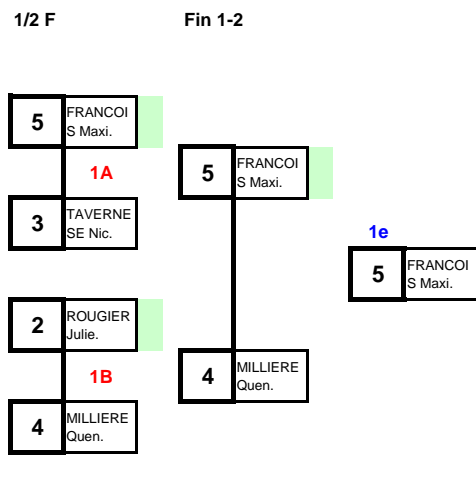 1/2 F
Fin 1-2
5
FRANCOI
S Maxi.
1A
3
TAVERNE
SE Nic.
2
ROUGIER
Julie.
1B
4
MILLIERE
Quen.
5
FRANCOI
S Maxi.
4
MILLIERE
Quen.
1e
5
FRANCOI
S Maxi.